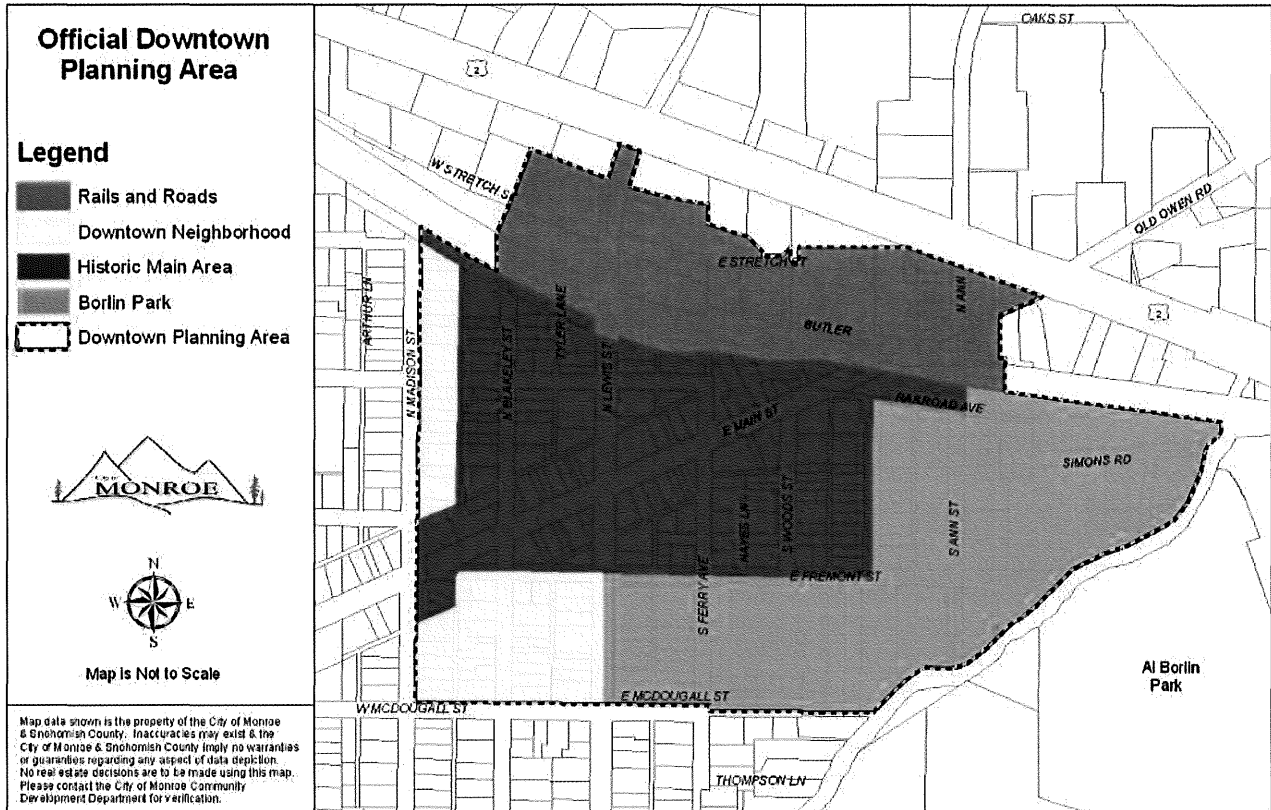 Official Downtown
Planning Area
Legend
Rails and Roads
Downtown Neighborhood
Historic Main Area
Borlin Park
Downtown Planning Area
City of
MONROE
N
W E
S
Map is Not to Scale
Map data shown is the property of the City of Monroe
& Snohomish County. Inaccuracies may exist & the
City of Monroe & Snohomish County imply no warranties
or guaranties regarding any aspect of data depiction.
No real estate decisions are to be made using this map.
Please contact the City of Monroe Community
Development Department for verification.
OAKS ST
2
W STRETCH S
OLD OWEN RD
E STRETCH ST
N ANN
2
ARTHUR LN
N MADISON ST
N BLAKELEY ST
TYLER LANE
N LEWIS ST
BUTLER
E MAIN ST
RAILROAD AVE
SIMONS RD
HAYES LN
S WOODS ST
S ANN ST
S FERRY AVE
E FREMONT ST
Al Borlin
Park
E MCDOUGALL ST
W MCDOUGALL ST
THOMPSON LN